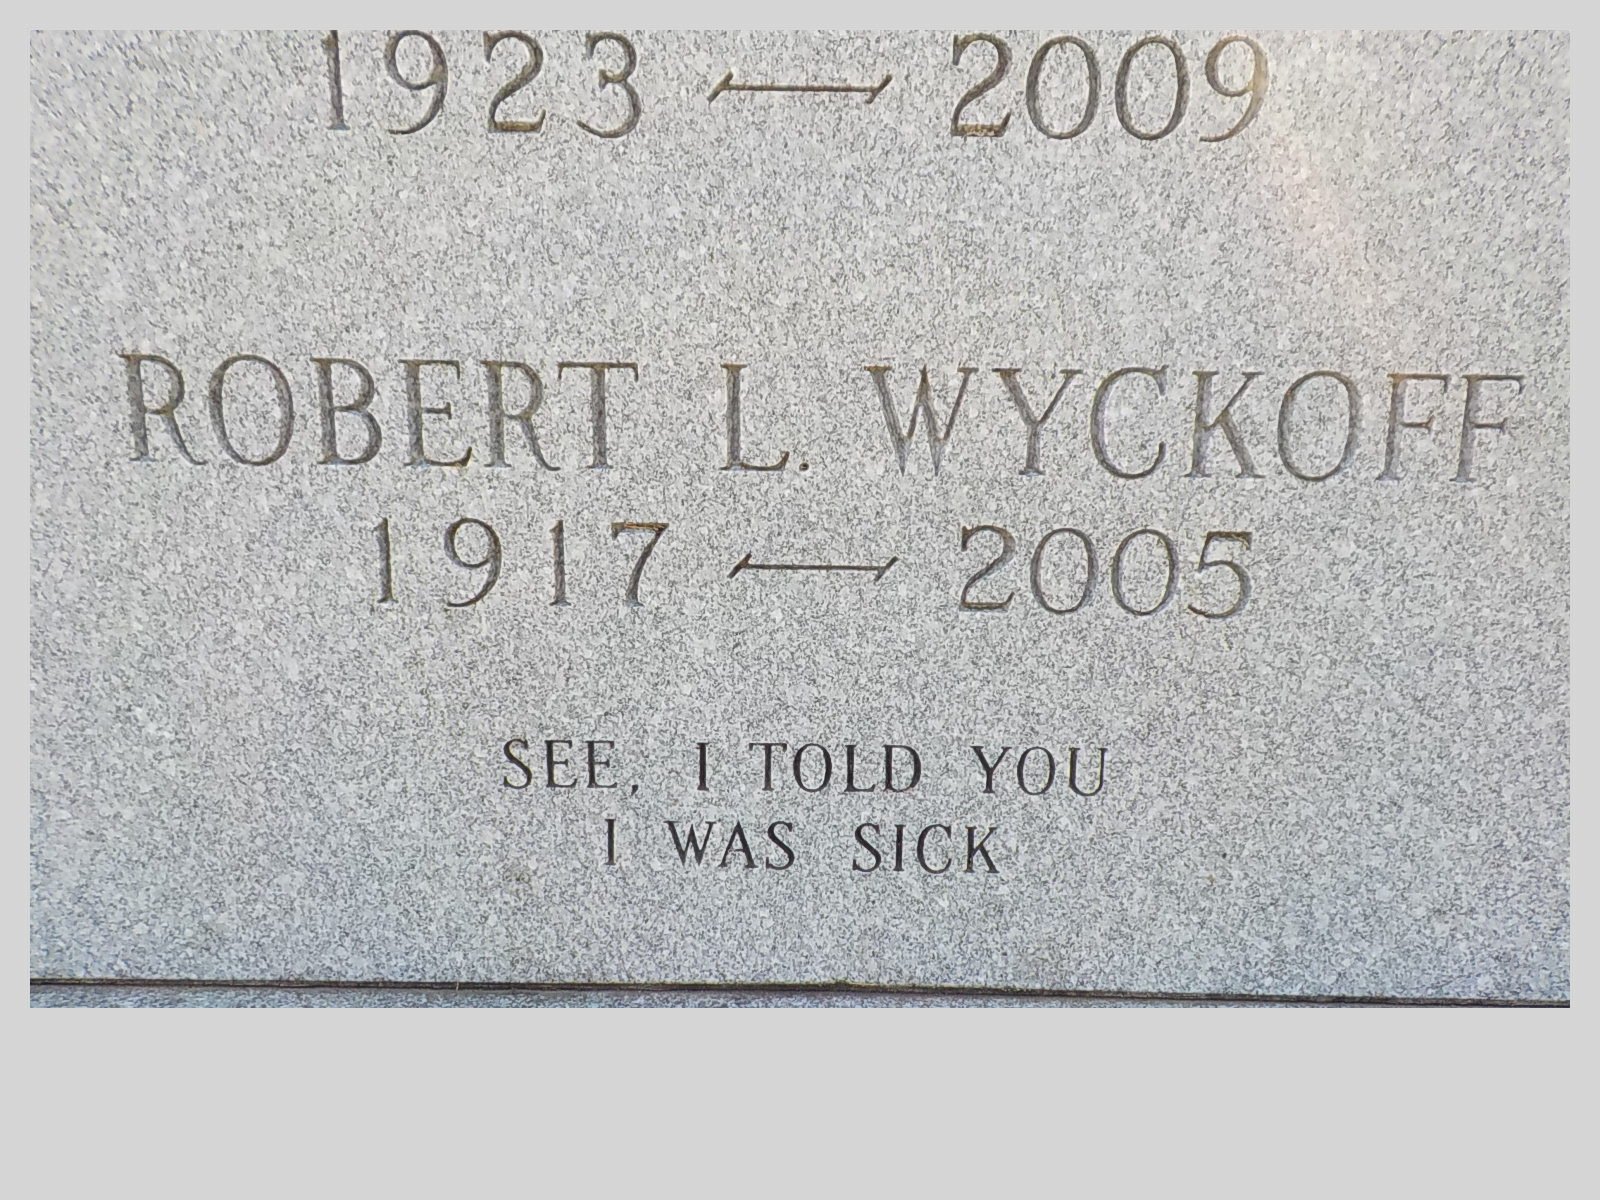 1923 — 2009
ROBERT L. WYCKOFF
1917 — 2005
SEE, I TOLD YOU
I WAS SICK